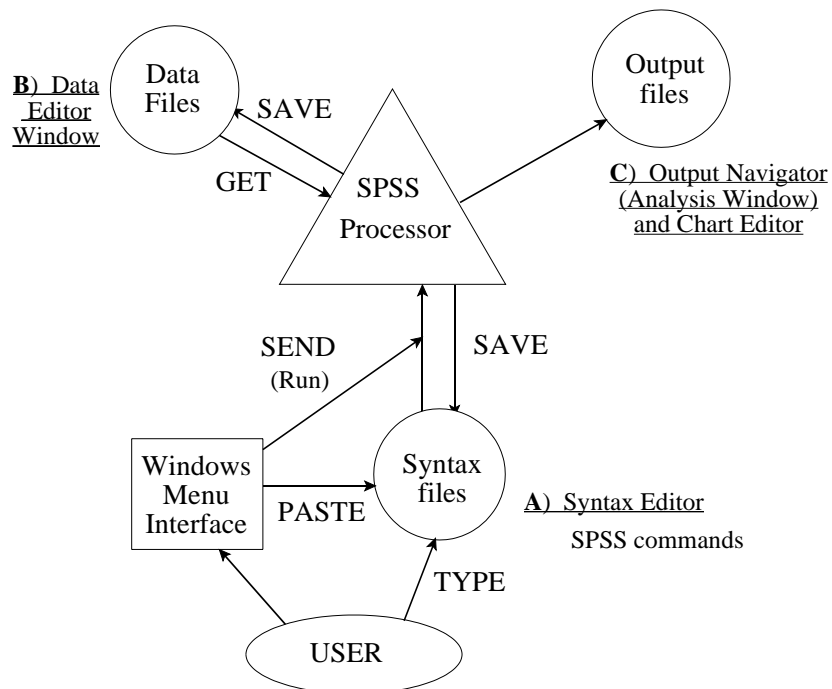 Data
Files
B) Data
Editor
Window
SAVE
GET
SPSS
Processor
Output
files
C) Output Navigator
(Analysis Window)
and Chart Editor
SEND
(Run)
SAVE
Windows
Menu
Interface
PASTE
Syntax
files
A) Syntax Editor
SPSS commands
TYPE
USER